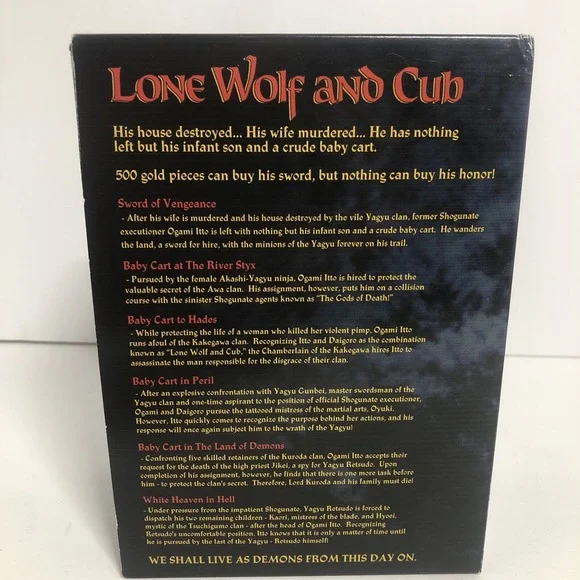 LONE WOLF AND CUB
His house destroyed... His wife murdered... He has nothing
left but his infant son and a crude baby cart.
500 gold pieces can buy his sword, but nothing can buy his honor!
Sword of Vengeance
- After his wife is murdered and his house destroyed by the vile Yagyu clan, former Shogunate
executioner Ogami Itto is left with nothing but his infant son and a crude baby cart. He wanders
the land, a sword for hire, with the minions of the Yagyu forever on his trail.
Baby Cart at The River Styx
- Pursued by the female Akashi-Yagyu ninja, Ogami Itto is hired to protect the
valuable secret of the Awa clan. His assignment, however, puts him on a collision
course with the sinister Shogunate agents known as "The Gods of Death!"
Baby Cart to Hades
- While protecting the life of a woman who killed her violent pimp, Ogami Itto
runs afoul of the Kakegawa clan. Recognizing Itto and Daigoro as the combination
known as "Lone Wolf and Cub," the Chamberlain of the Kakegawa hires Itto to
assassinate the man responsible for the disgrace of their clan.
Baby Cart in Peril
- After an explosive confrontation with Yagyu Gunbei, master swordsman of the
Yagyu clan and one-time aspirant to the position of official Shogunate executioner,
Ogami and Daigoro pursue the tattooed mistress of the martial arts, Oyuki.
However, Itto quickly comes to recognize the purpose behind her actions, and his
response will once again subject him to the wrath of the Yagyu!
Baby Cart in The Land of Demons
- Confronting five skilled retainers of the Kuroda clan, Ogami Itto accepts their
request for the death of the high priest Jikei, a spy for Yagyu Retsudo. Upon
completion of his assignment, however, he finds that there is one more task before
him - to protect the clan's secret. Therefore, Lord Kuroda and his family must die!
White Heaven in Hell
- Under pressure from the impatient Shogunate, Yagyu Retsudo is forced to
dispatch his two remaining children - Kaori, mistress of the blade, and Hyoei,
mystic of the Tsuchigumo clan - after the head of Ogami Itto. Recognizing
Retsudo's uncomfortable position, Itto knows that it is only a matter of time until
he is pursued by the last of the Yagyu - Retsudo himself!
WE SHALL LIVE AS DEMONS FROM THIS DAY ON.